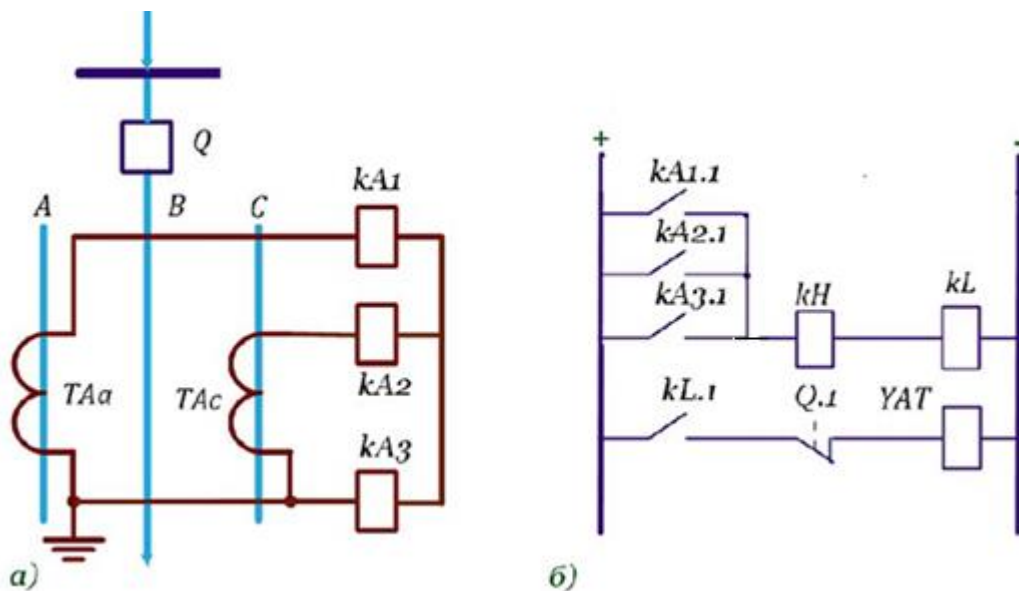 Q
A
B
C
kA1
TAa
TAc
kA2
kA3
а)
+
-
kA1.1
kA2.1
kA3.1
kH
kL
kL.1
Q.1
YAT
б)